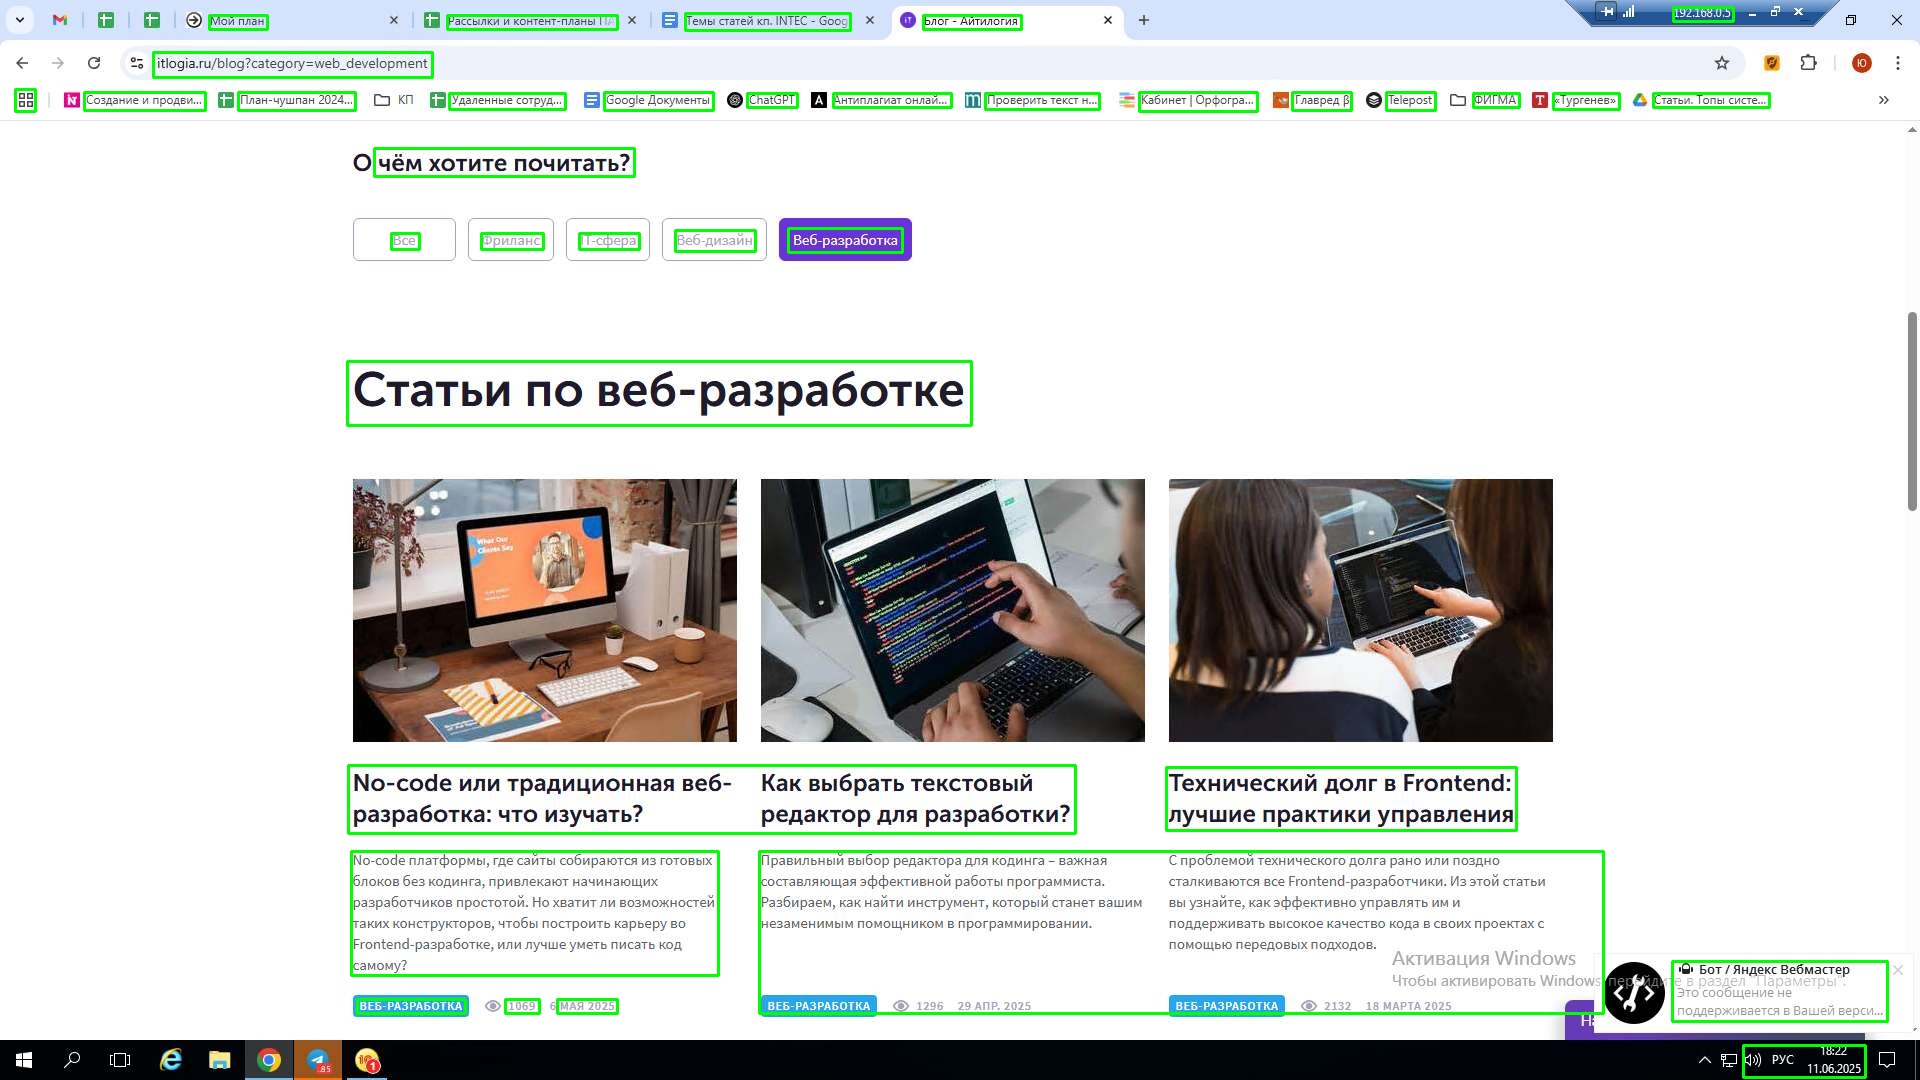 Мой план
Рассылки и контент-планы ПА
Темы статей кл. INTEC - Goog
Блог - Айтилогия
192.168.0.5
itlogia.ru/blog?category=web_development
Ю
Создание и продви...
План-чушпан 2024...
КП
Удаленные сотруд...
Google Документы
ChatGPT
Антиплагиат онлай...
Проверить текст н...
Кабинет | Орфогра...
Главред β
Telepost
ФИГМА
«Тургенев»
Статьи. Топы систе...
О чём хотите почитать?
Все
Фриланс
IT-сфера
Веб-дизайн
Веб-разработка
Статьи по веб-разработке
What Our
Clients Say
No-code или традиционная веб-
разработка: что изучать?
No-code платформы, где сайты собираются из готовых
блоков без кодинга, привлекают начинающих
разработчиков простотой. Но хватит ли возможностей
таких конструкторов, чтобы построить карьеру во
Frontend-разработке, или лучше уметь писать код
самому?
ВЕБ-РАЗРАБОТКА
1069
6 МАЯ 2025
Как выбрать текстовый
редактор для разработки?
Правильный выбор редактора для кодинга – важная
составляющая эффективной работы программиста.
Разбираем, как найти инструмент, который станет вашим
незаменимым помощником в программировании.
ВЕБ-РАЗРАБОТКА
1296
29 АПР. 2025
Технический долг в Frontend:
лучшие практики управления
С проблемой технического долга рано или поздно
сталкиваются все Frontend-разработчики. Из этой статьи
вы узнаете, как эффективно управлять им и
поддерживать высокое качество кода в своих проектах с
помощью передовых подходов.
ВЕБ-РАЗРАБОТКА
2132
18 МАРТА 2025
Активация Windows
Чтобы активировать Windows, перейдите в раздел "Параметры".
Бот / Яндекс Вебмастер
Это сообщение не
поддерживается в Вашей верси...
На
РУС
18:22
11.06.2025